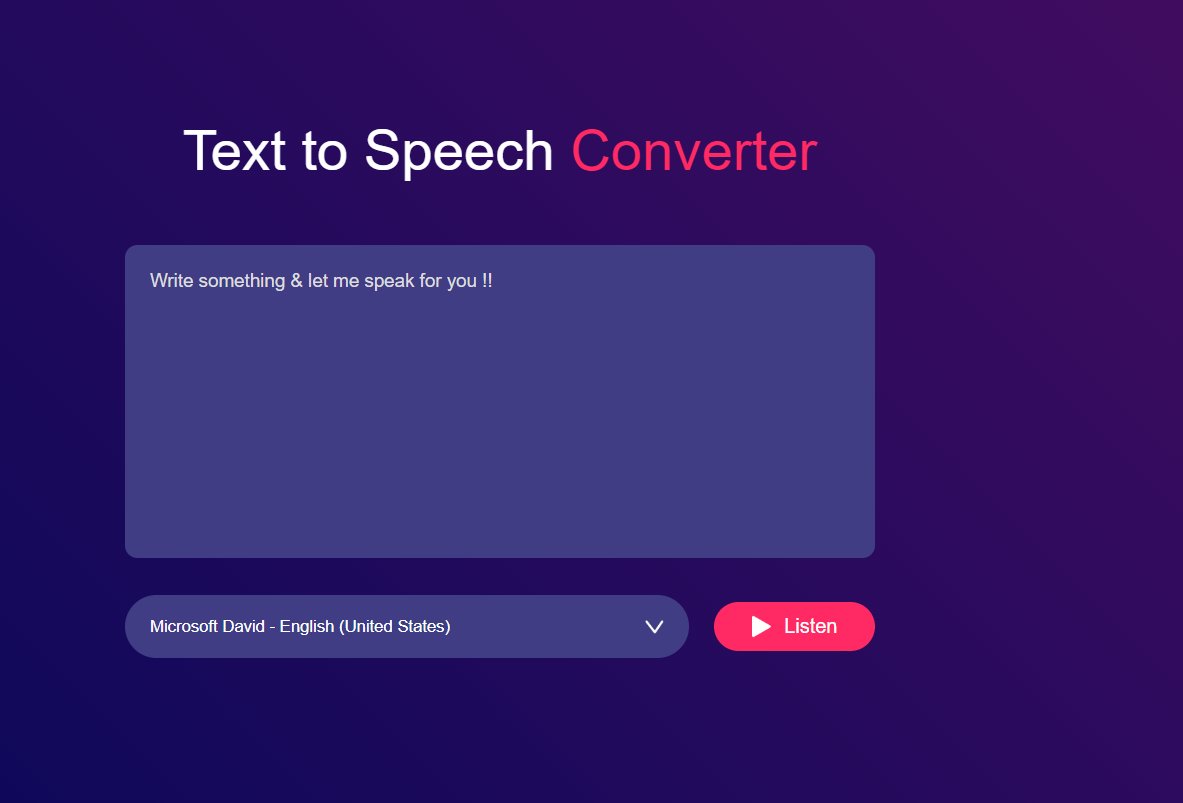 Text to Speech Converter
Write something & let me speak for you !!
Microsoft David - English (United States)
Listen